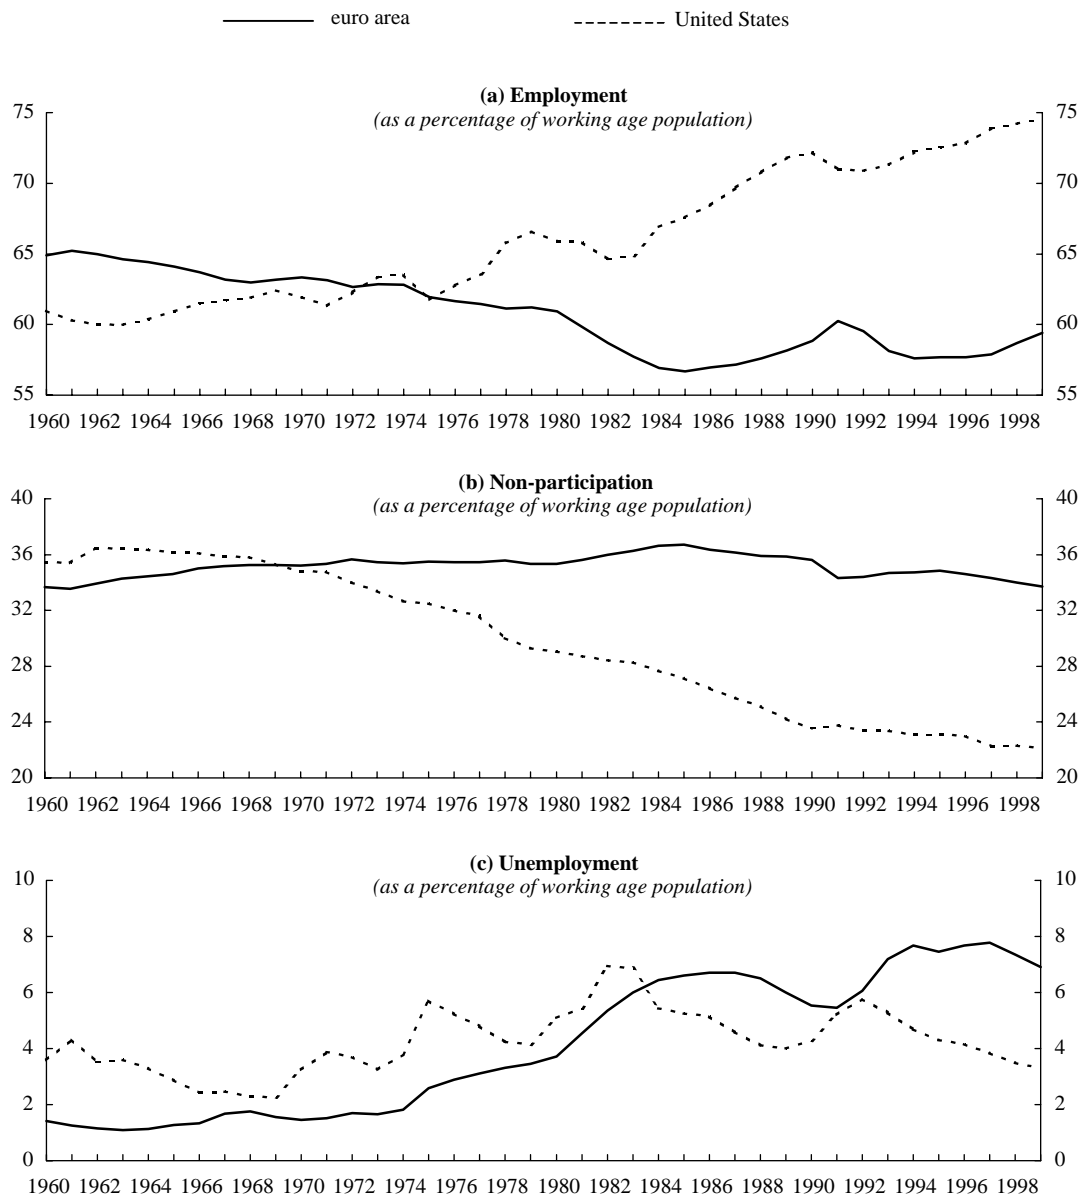 euro area United States
(a) Employment
(as a percentage of working age population)
75 75
70 70
65 65
60 60
55 55
1960 1962 1964 1966 1968 1970 1972 1974 1976 1978 1980 1982 1984 1986 1988 1990 1992 1994 1996 1998
(b) Non-participation
(as a percentage of working age population)
40 40
36 36
32 32
28 28
24 24
20 20
1960 1962 1964 1966 1968 1970 1972 1974 1976 1978 1980 1982 1984 1986 1988 1990 1992 1994 1996 1998
(c) Unemployment
(as a percentage of working age population)
10 10
8 8
6 6
4 4
2 2
0 0
1960 1962 1964 1966 1968 1970 1972 1974 1976 1978 1980 1982 1984 1986 1988 1990 1992 1994 1996 1998